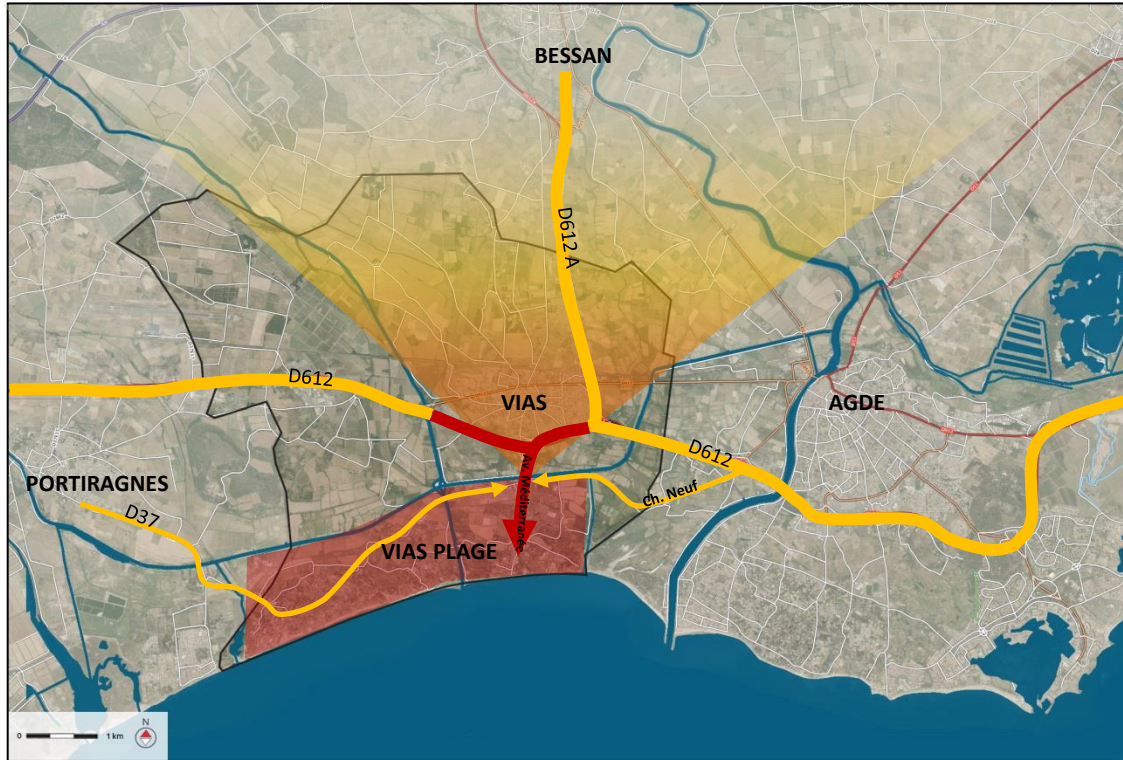 BESSAN
D612 A
D612
VIAS
AGDE
D612
PORTIRAGNES
D37
Av. Méditerranée
Ch. Neuf
VIAS PLAGE
0 1 km
N